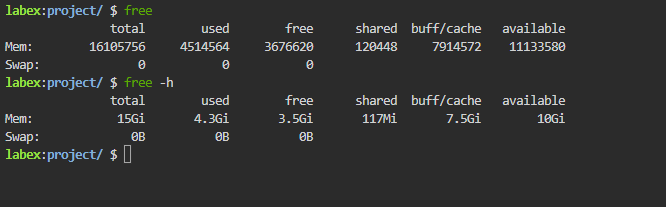 labex:project/ $ free
              total        used        free      shared  buff/cache   available
Mem:       16105756     4514564     3676620      120448     7914572    11133580
Swap:             0           0           0
labex:project/ $ free -h
              total        used        free      shared  buff/cache   available
Mem:           15Gi       4.3Gi       3.5Gi       117Mi       7.5Gi        10Gi
Swap:            0B          0B          0B
labex:project/ $